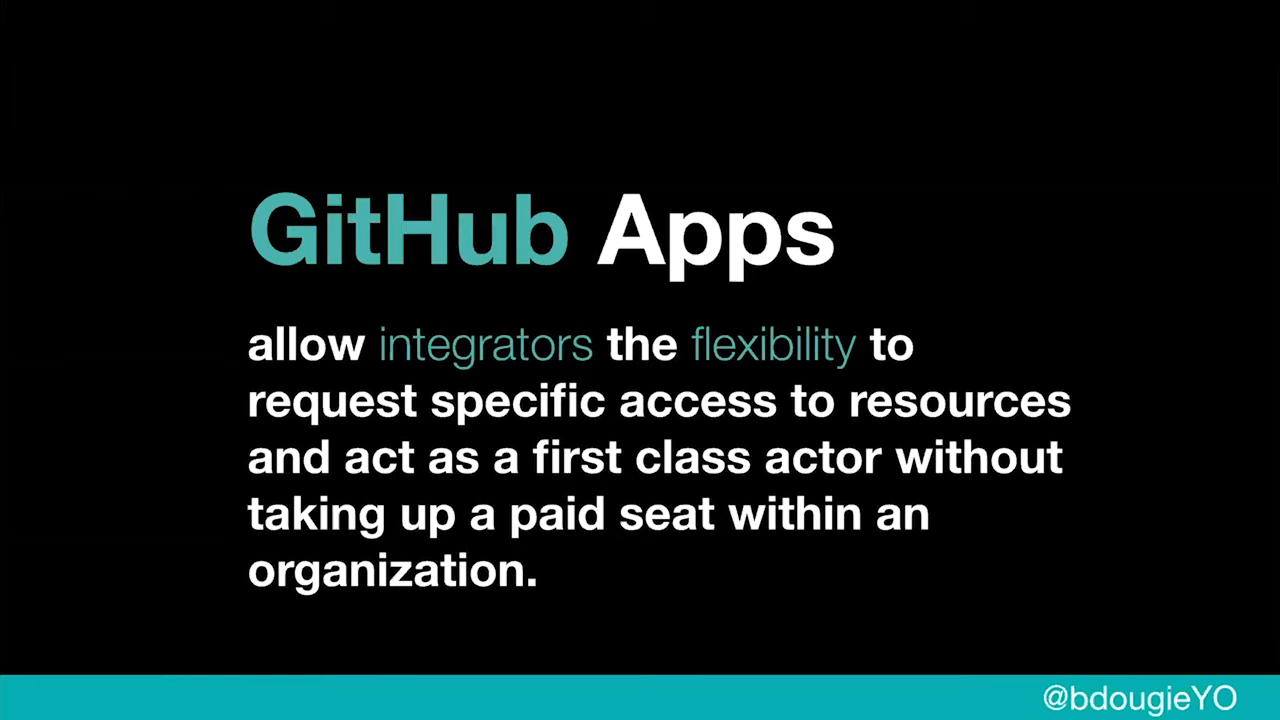 GitHub Apps
allow integrators the flexibility to
request specific access to resources
and act as a first class actor without
taking up a paid seat within an
organization.
@bdougieYO